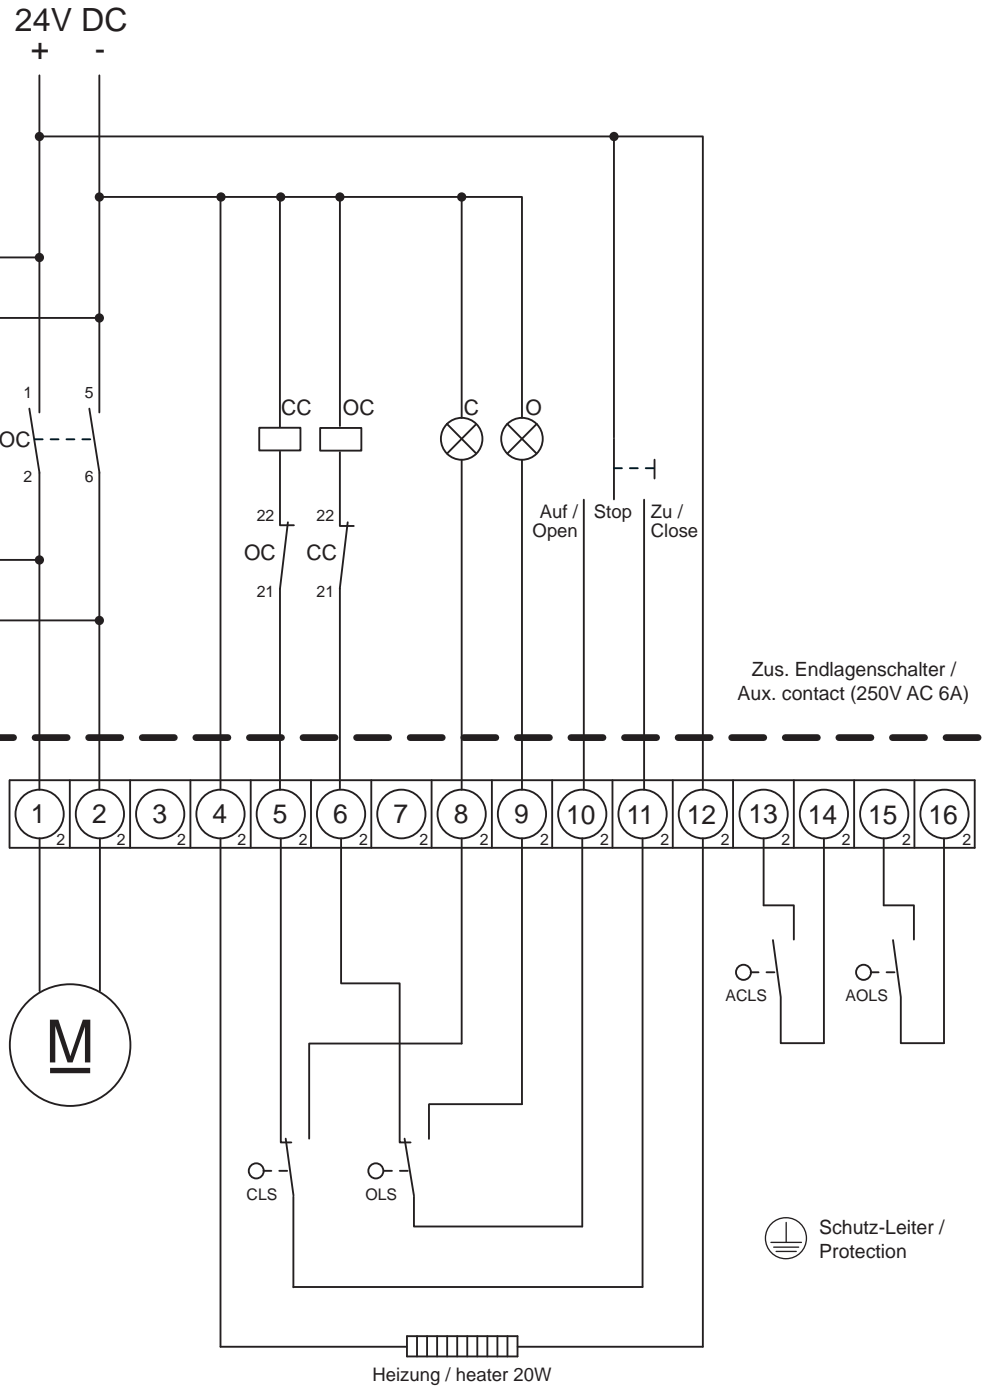 24V DC
+ -
1 5
OC
2 6
CC OC
C O
22 22
OC CC
21 21
Auf /
Open
Stop
Zu /
Close
Zus. Endlagenschalter /
Aux. contact (250V AC 6A)
1 2 3 4 5 6 7 8 9 10 11 12 13 14 15 16
2 2 2 2 2 2 2 2 2 2 2 2 2 2 2 2
ACLS AOLS
M
CLS OLS
Schutz-Leiter /
Protection
Heizung / heater 20W